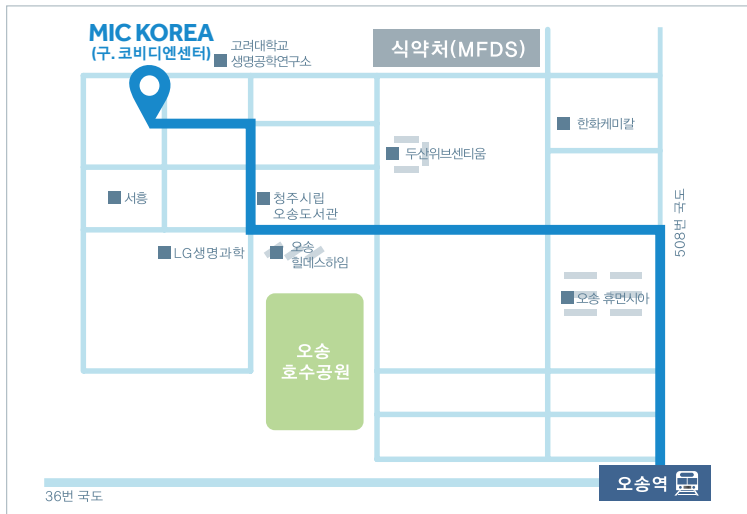 MIC KOREA
(구.코비디엔센터)
고려대학교
생명공학연구소
식약처(MFDS)
한화케미칼
두산위브센티움
서흥
청주시립
오송도서관
508번 국도
LG생명과학
오송
힐데스하임
오송 휴먼시아
오송
호수공원
오송역
36번 국도